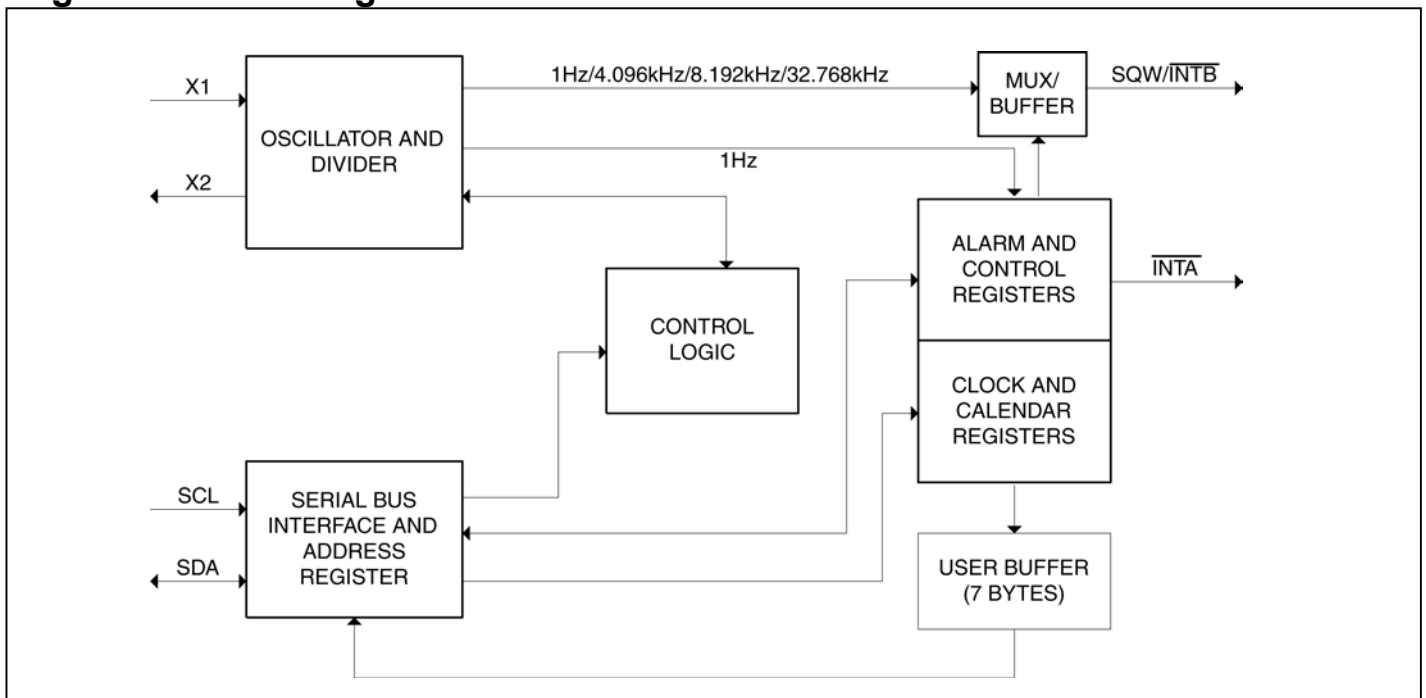 1Hz/4.096kHz/8.192kHz/32.768kHz
MUX/
BUFFER
SQW/INTB
X1
OSCILLATOR AND
DIVIDER
1Hz
X2
ALARM AND
CONTROL
REGISTERS
INTA
CONTROL
LOGIC
CLOCK AND
CALENDAR
REGISTERS
SCL
SERIAL BUS
INTERFACE AND
ADDRESS
REGISTER
SDA
USER BUFFER
(7 BYTES)